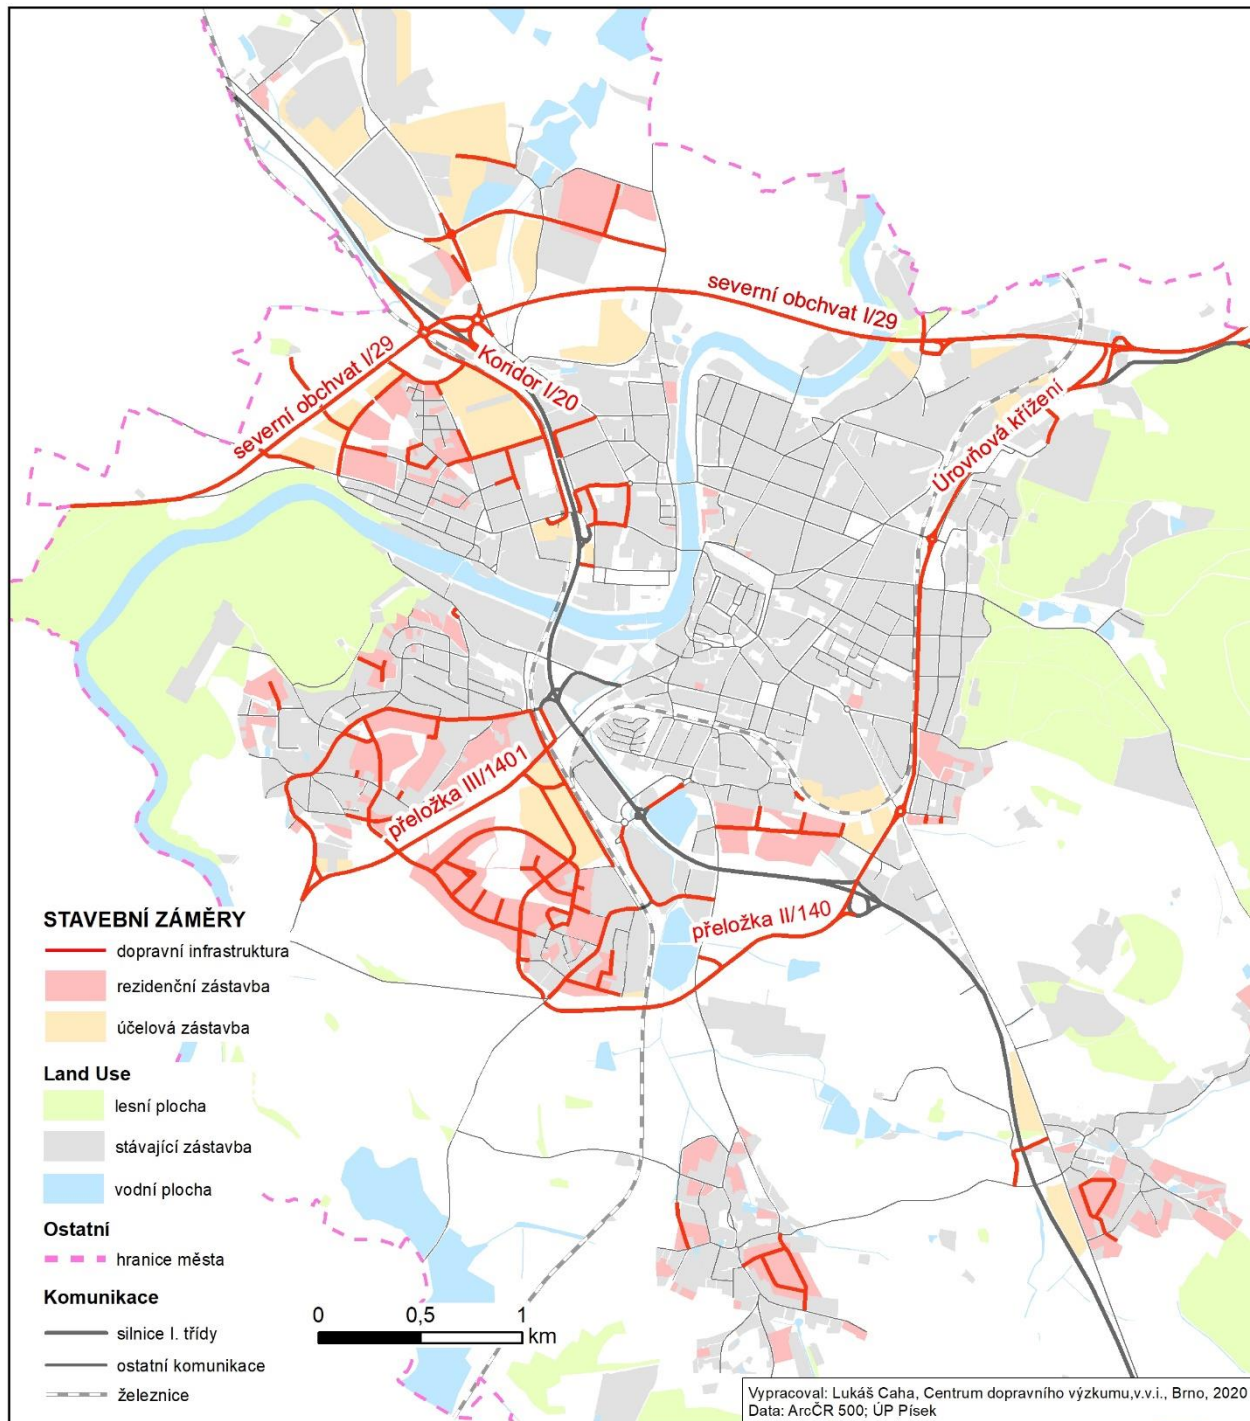 severní obchvat I/29
severní obchvat I/29
Koridor I/20
Úrovňová křížení
přeložka III/1401
přeložka II/140
STAVEBNÍ ZÁMĚRY
dopravní infrastruktura
rezidenční zástavba
účelová zástavba
Land Use
lesní plocha
stávající zástavba
vodní plocha
Ostatní
hranice města
Komunikace
silnice I. třídy
ostatní komunikace
železnice
0 0,5 1
km
Vypracoval: Lukáš Caha, Centrum dopravního výzkumu,v.v.i., Brno, 2020
Data: ArcČR 500; ÚP Písek